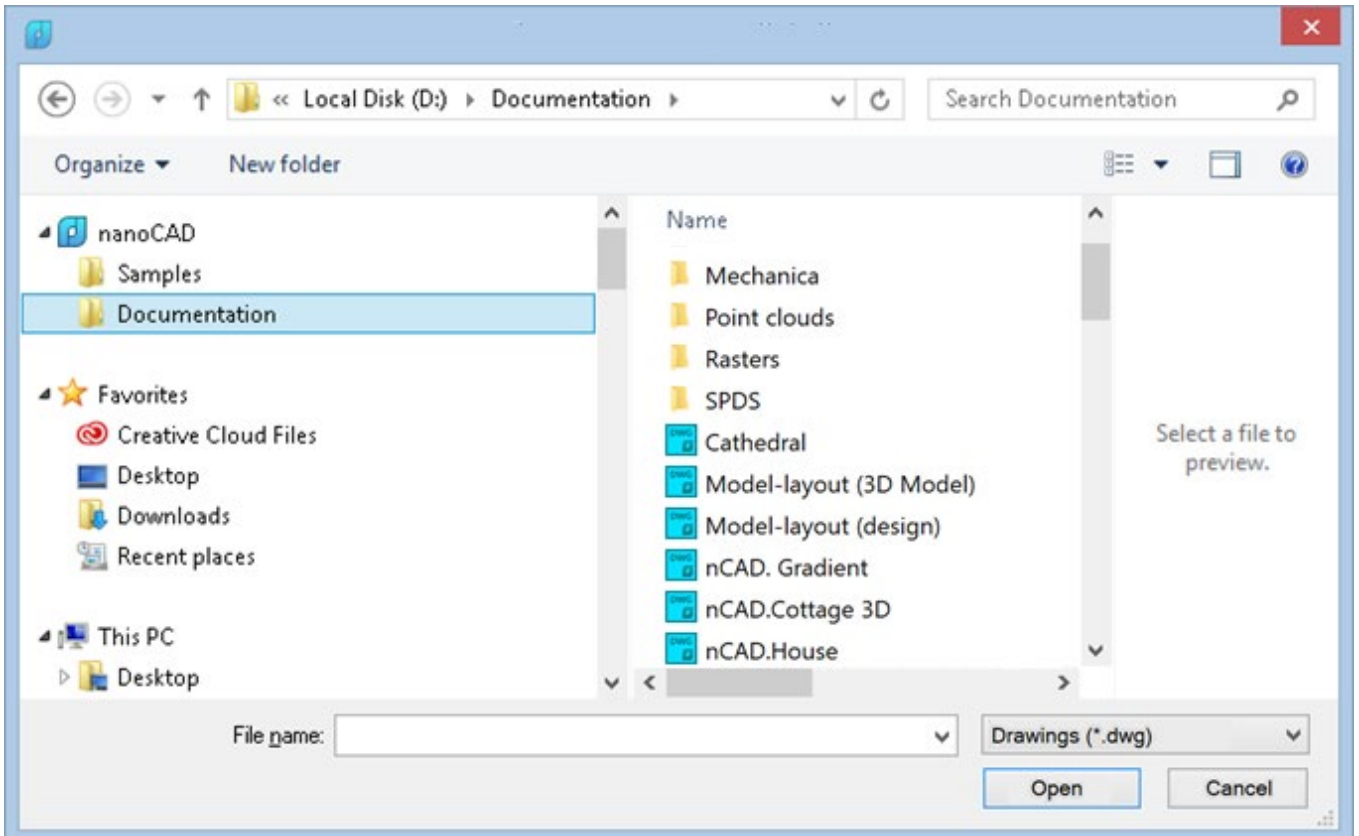 « Local Disk (D:) Documentation
Search Documentation
Organize
New folder
nanoCAD
Samples
Documentation
Favorites
Creative Cloud Files
Desktop
Downloads
Recent places
This PC
Desktop
Name
Mechanica
Point clouds
Rasters
SPDS
Cathedral
Model-layout (3D Model)
Model-layout (design)
nCAD. Gradient
nCAD.Cottage 3D
nCAD.House
Select a file to
preview.
File name:
Drawings (*.dwg)
Open
Cancel